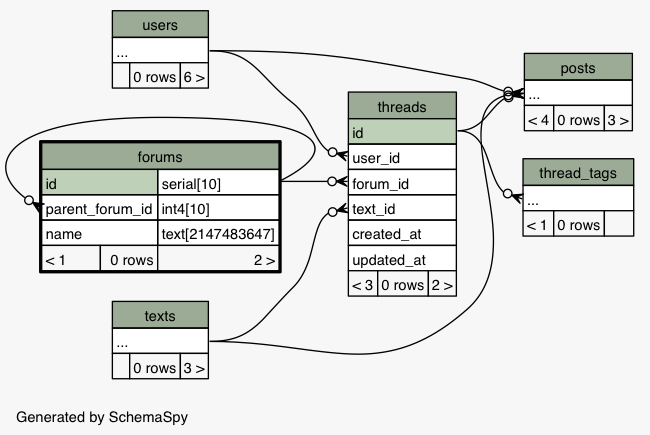 users
...
0 rows 6 >
forums
id serial[10]
parent_forum_id int4[10]
name text[2147483647]
< 1 0 rows 2 >
texts
...
0 rows 3 >
threads
id
user_id
forum_id
text_id
created_at
updated_at
< 3 0 rows 2 >
posts
...
< 4 0 rows 3 >
thread_tags
...
< 1 0 rows
Generated by SchemaSpy